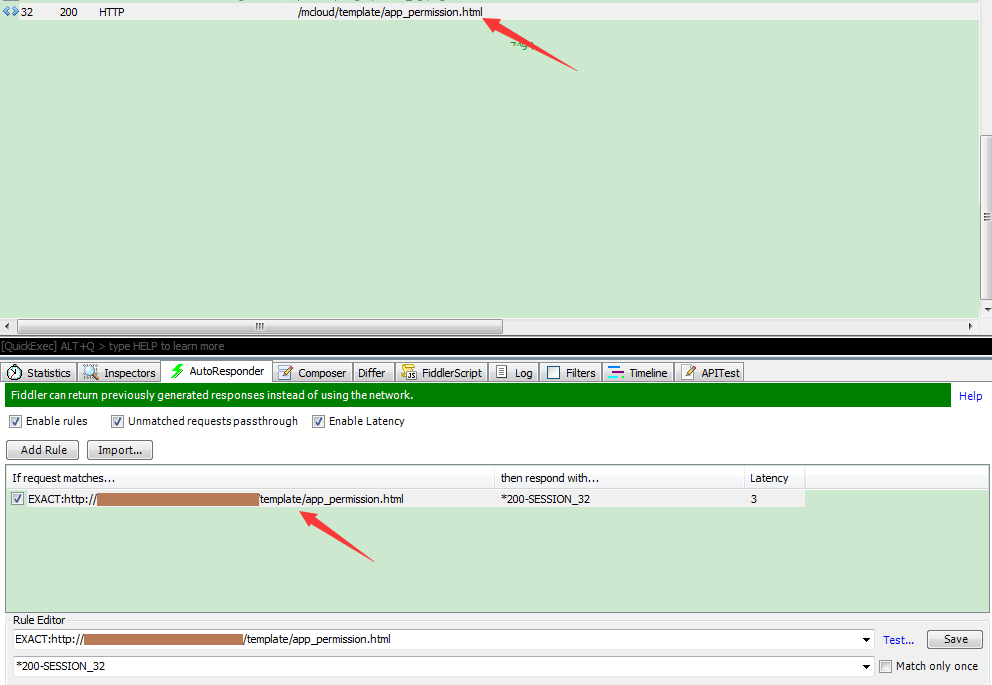 32 200 HTTP /mcloud/template/app_permission.html
[QuickExec] ALT+Q > type HELP to learn more
Statistics Inspectors AutoResponder Composer Differ FiddlerScript Log Filters Timeline APITest
Fiddler can return previously generated responses instead of using the network. Help
Enable rules Unmatched requests passthrough Enable Latency
Add Rule Import...
If request matches... then respond with... Latency
EXACT:http:// /template/app_permission.html *200-SESSION_32 3
Rule Editor
EXACT:http:// /template/app_permission.html Test... Save
*200-SESSION_32 Match only once